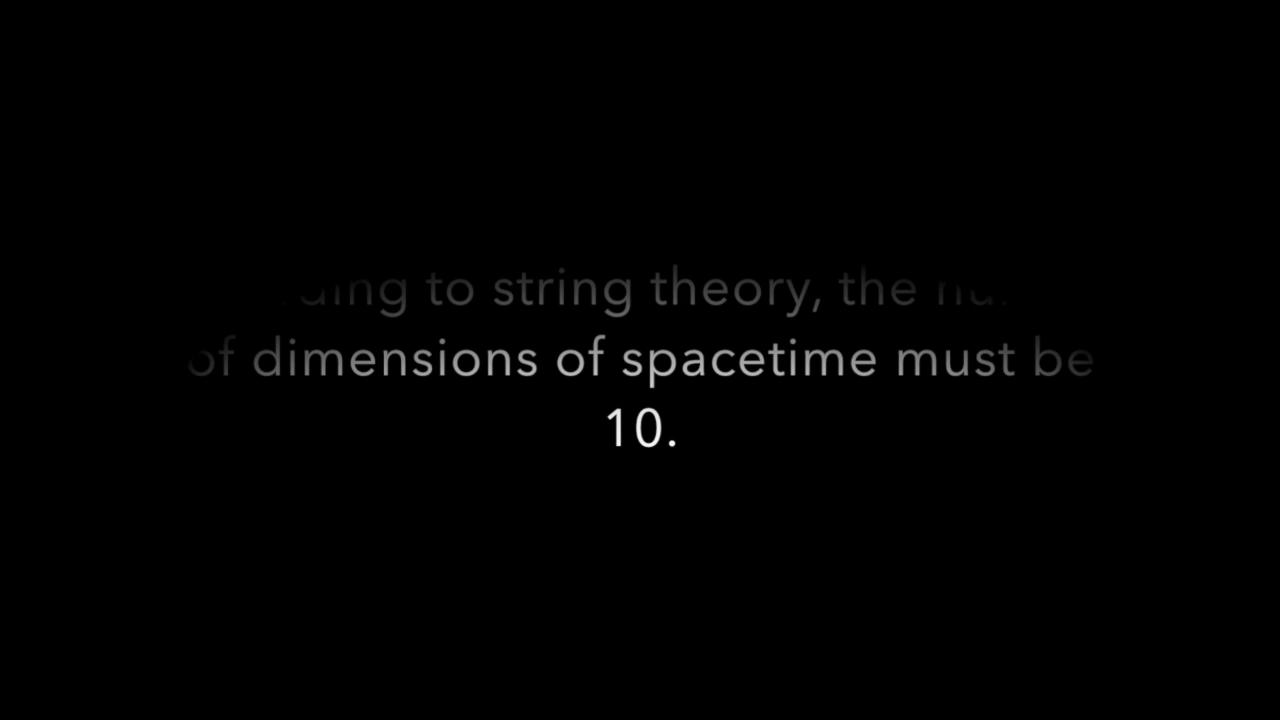 to string theory, the
of dimensions of spacetime must be
10.